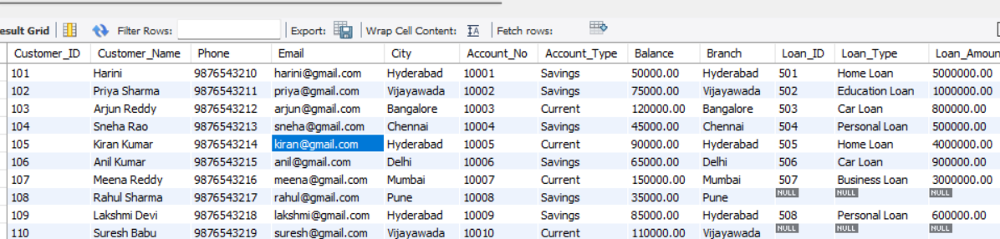 esult Grid Filter Rows: Export: Wrap Cell Content: IA Fetch rows:
Customer_ID Customer_Name Phone Email City Account_No Account_Type Balance Branch Loan_ID Loan_Type Loan_Amoun
101 Harini 9876543210 harini@gmail.com Hyderabad 10001 Savings 50000.00 Hyderabad 501 Home Loan 5000000.00
102 Priya Sharma 9876543211 priya@gmail.com Vijayawada 10002 Savings 75000.00 Vijayawada 502 Education Loan 1000000.00
103 Arjun Reddy 9876543212 arjun@gmail.com Bangalore 10003 Current 120000.00 Bangalore 503 Car Loan 800000.00
104 Sneha Rao 9876543213 sneha@gmail.com Chennai 10004 Savings 45000.00 Chennai 504 Personal Loan 500000.00
105 Kiran Kumar 9876543214 kiran@gmail.com Hyderabad 10005 Current 90000.00 Hyderabad 505 Home Loan 4000000.00
106 Anil Kumar 9876543215 anil@gmail.com Delhi 10006 Savings 65000.00 Delhi 506 Car Loan 900000.00
107 Meena Reddy 9876543216 meena@gmail.com Mumbai 10007 Current 150000.00 Mumbai 507 Business Loan 3000000.00
108 Rahul Sharma 9876543217 rahul@gmail.com Pune 10008 Savings 35000.00 Pune NULL NULL NULL
109 Lakshmi Devi 9876543218 lakshmi@gmail.com Hyderabad 10009 Savings 85000.00 Hyderabad 508 Personal Loan 600000.00
110 Suresh Babu 9876543219 suresh@gmail.com Vijayawada 10010 Current 110000.00 Vijayawada NULL NULL NULL